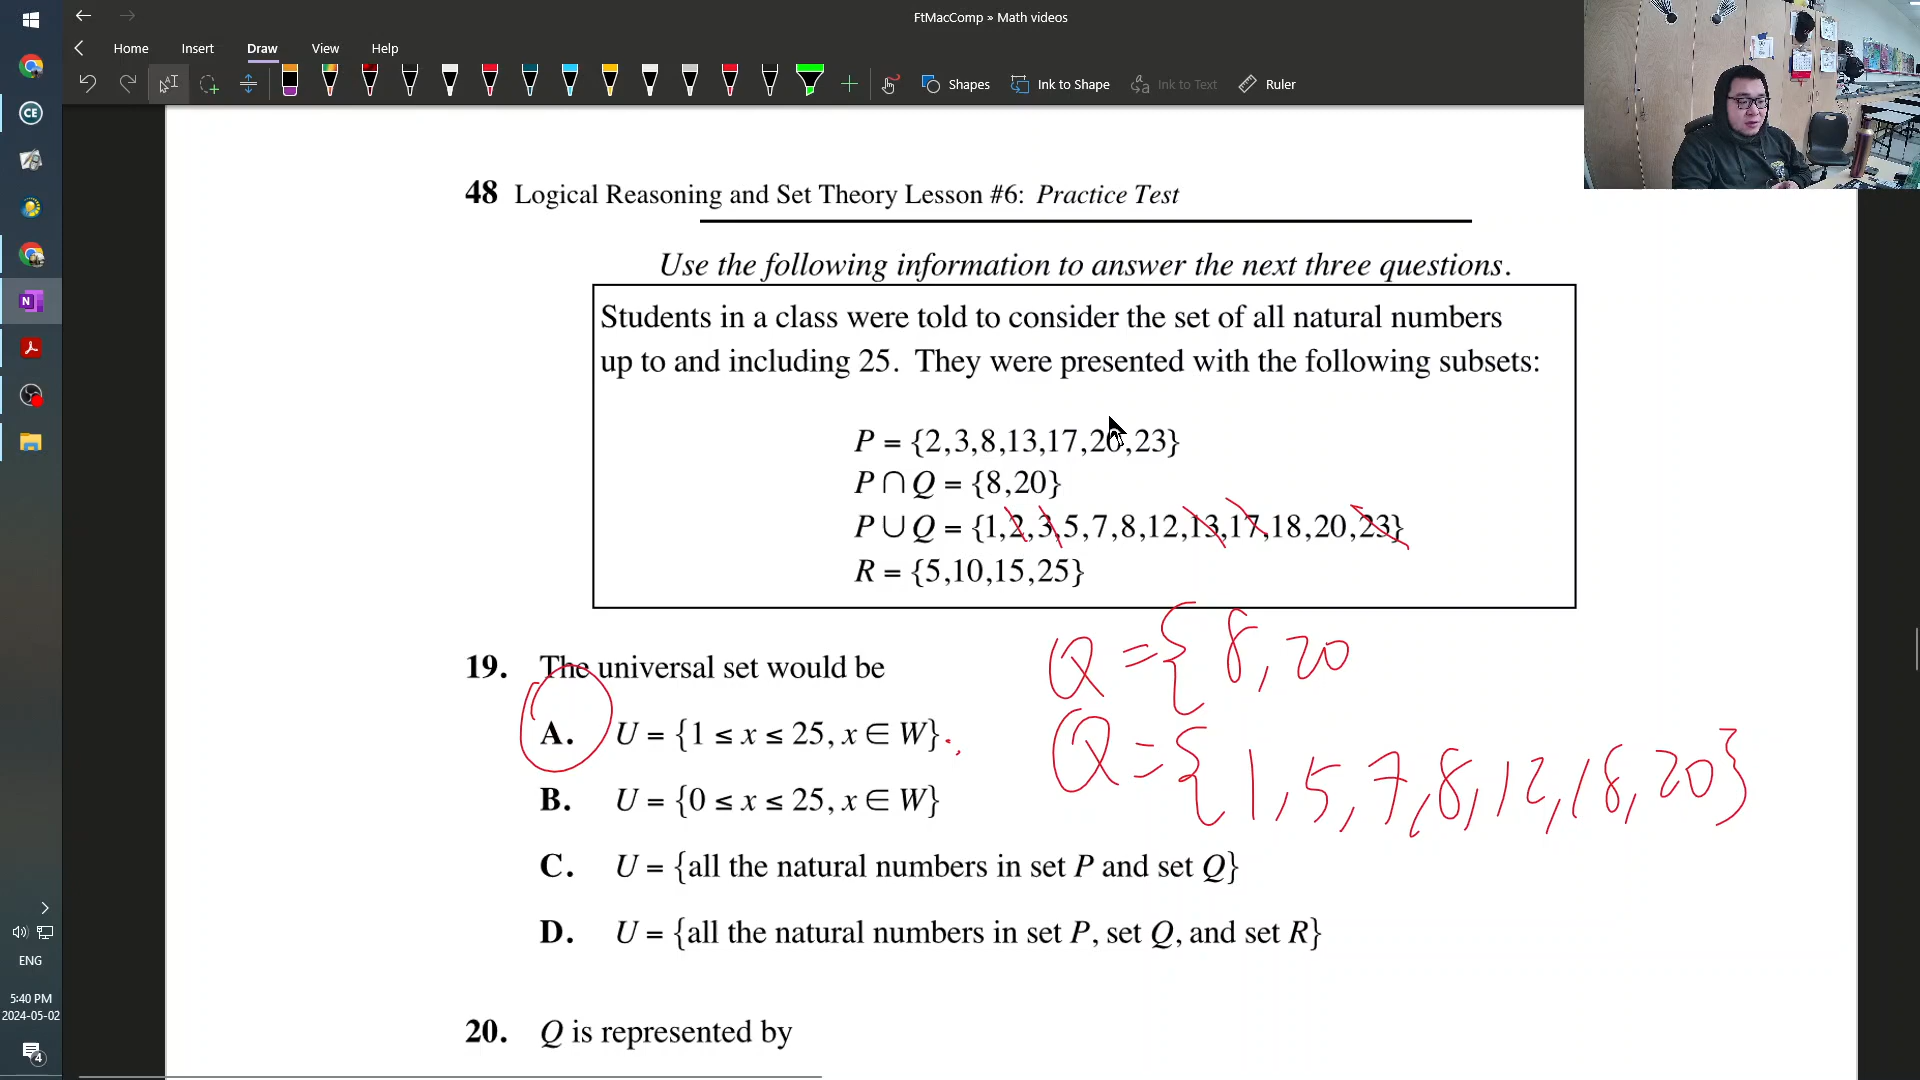 FtMacComp » Math videos
Home Insert Draw View Help
Shapes Ink to Shape Ink to Text Ruler
48 Logical Reasoning and Set Theory Lesson #6: Practice Test
Use the following information to answer the next three questions.
Students in a class were told to consider the set of all natural numbers
up to and including 25. They were presented with the following subsets:
P = {2,3,8,13,17,20,23}
P ∩ Q = {8,20}
P ∪ Q = {1,2,3,5,7,8,12,13,17,18,20,23}
R = {5,10,15,25}
Q = { 8, 20
19. The universal set would be
A. U = {1 ≤ x ≤ 25, x ∈ W}
Q = { 1, 5, 7, 8, 12, 18, 20 }
B. U = {0 ≤ x ≤ 25, x ∈ W}
C. U = {all the natural numbers in set P and set Q}
D. U = {all the natural numbers in set P, set Q, and set R}
20. Q is represented by
CE
N
ENG
5:40 PM
2024-05-02
4